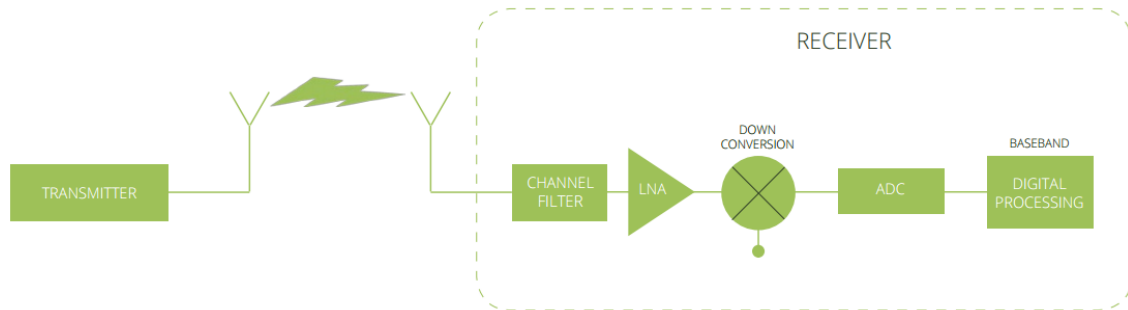 RECEIVER
TRANSMITTER
CHANNEL
FILTER
LNA
DOWN
CONVERSION
ADC
BASEBAND
DIGITAL
PROCESSING